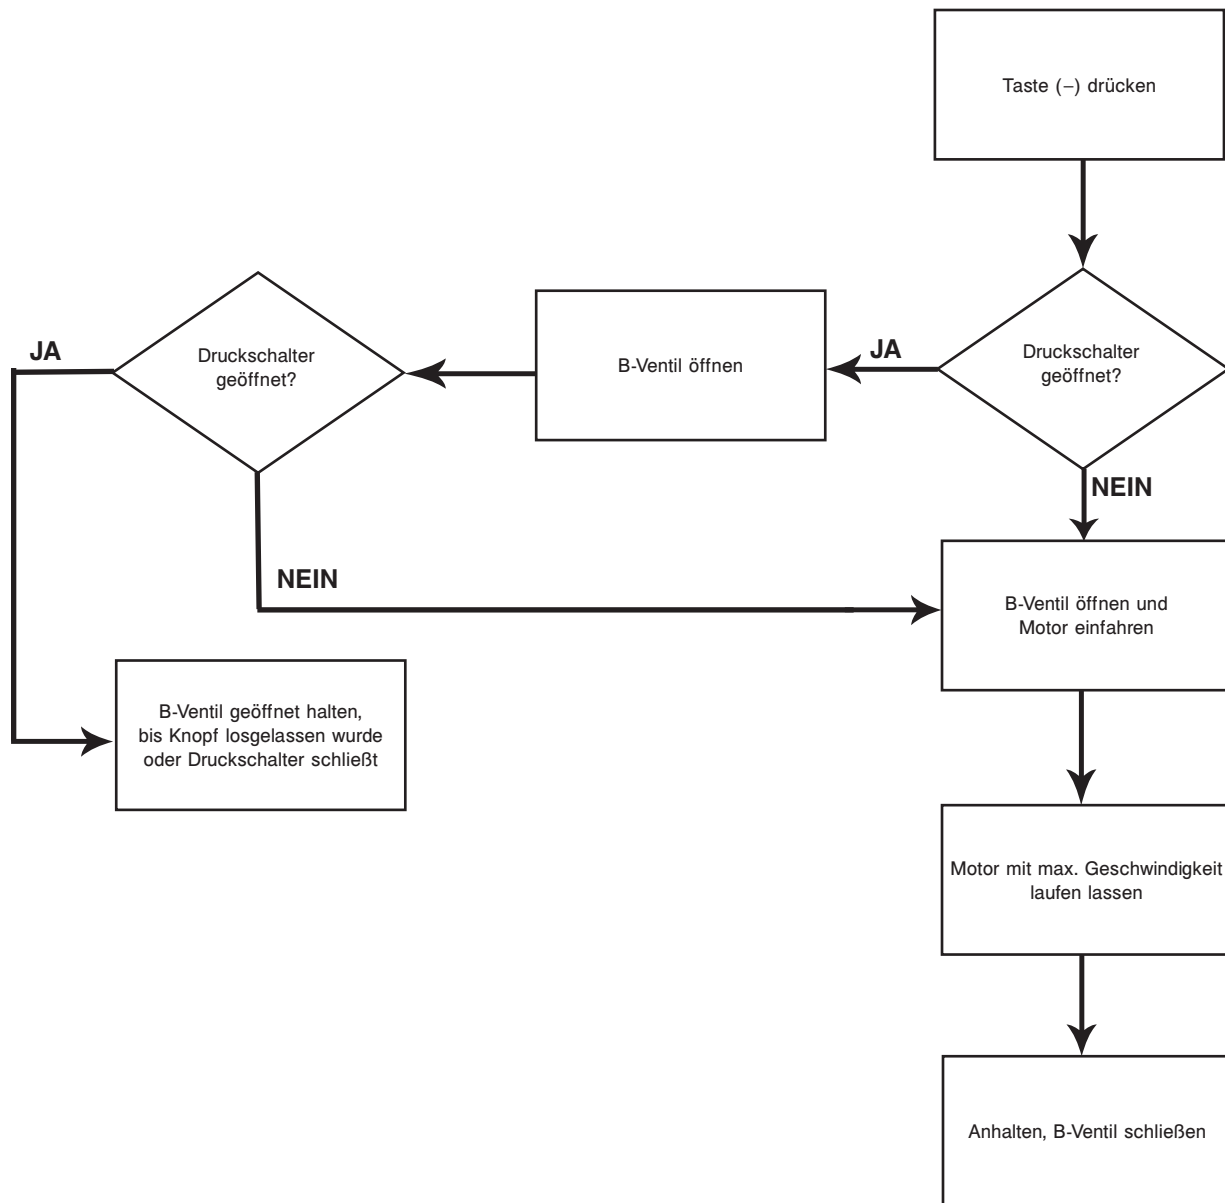 Taste (–) drücken
Druckschalter
geöffnet?
JA
B-Ventil öffnen
Druckschalter
geöffnet?
JA
NEIN
NEIN
B-Ventil öffnen und
Motor einfahren
B-Ventil geöffnet halten,
bis Knopf losgelassen wurde
oder Druckschalter schließt
Motor mit max. Geschwindigkeit
laufen lassen
Anhalten, B-Ventil schließen